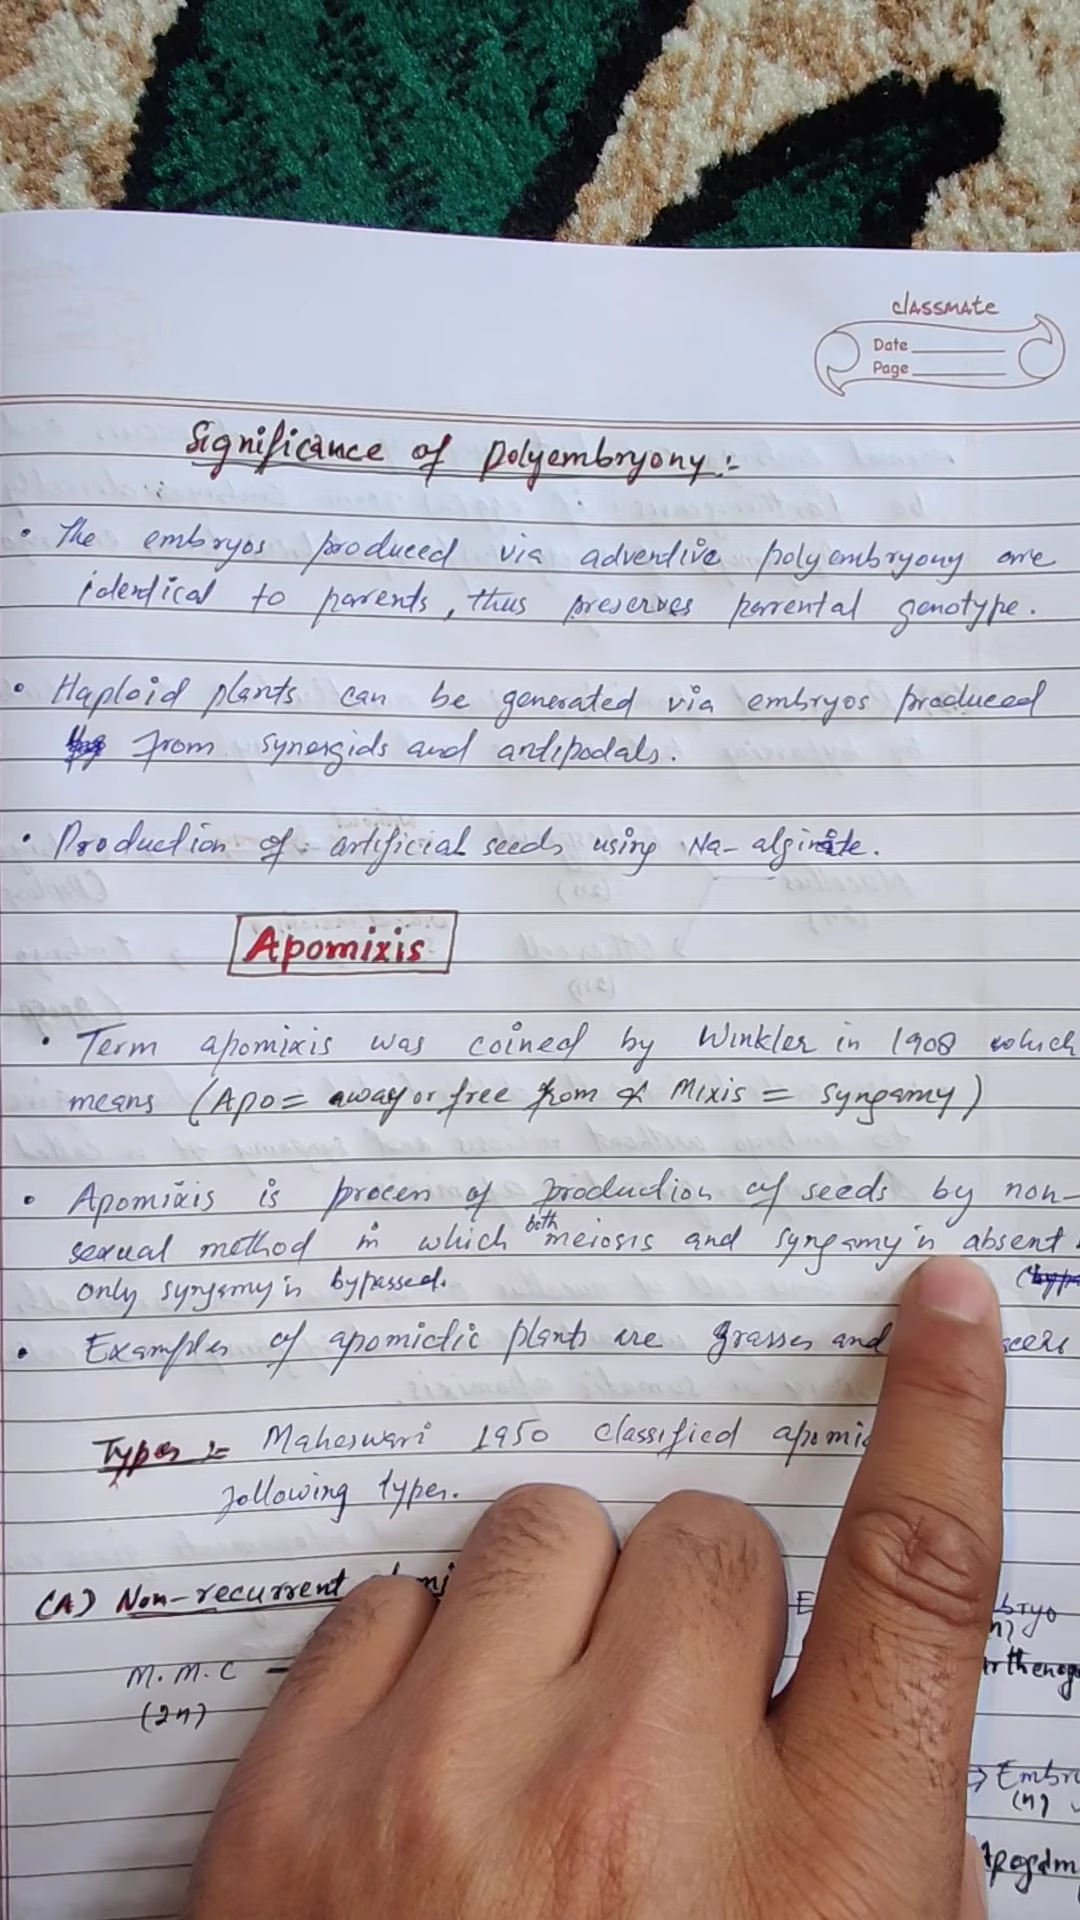 classmate
Date
Page
Significance of Polyembryony :-
• The embryos produced via adventive polyembryony are
identical to parents, thus preserves parental genotype.
• Haploid plants can be generated via embryos produced
from synergids and antipodals.
• Production of artificial seeds using Na-alginate.
Apomixis
• Term apomixis was coined by Winkler in 1908 which
means (Apo = away or free from & Mixis = syngamy)
• Apomixis is process of production of seeds by non-
sexual method in which both meiosis and syngamy is absent
only syngamy is bypassed.
• Examples of apomictic plants are grasses and
Types :- Maheswari 1950 classified
following types.
(A) Non-recurrent
M.M.C
(2n)
Embr
(n)